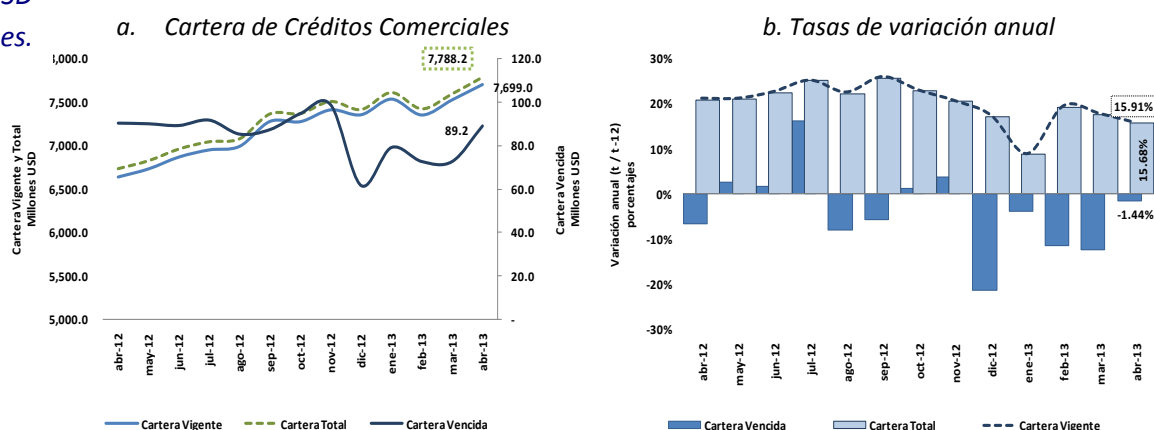 es.
a. Cartera de Créditos Comerciales
b. Tasas de variación anual
Cartera Vigente y Total
Millones USD
8,000.0
7,500.0
7,000.0
6,500.0
6,000.0
5,500.0
5,000.0
7,788.2
7,699.0
89.2
120.0
100.0
80.0
60.0
40.0
20.0
-
Cartera Vencida
Millones USD
abr-12
may-12
jun-12
jul-12
ago-12
sep-12
oct-12
nov-12
dic-12
ene-13
feb-13
mar-13
abr-13
Cartera Vigente
Cartera Total
Cartera Vencida
Variación anual (t / t -12)
porcentajes
30%
20%
10%
0%
-10%
-20%
-30%
15.91%
15.68%
-1.44%
abr-12
may-12
jun-12
jul-12
ago-12
sep-12
oct-12
nov-12
dic-12
ene-13
feb-13
mar-13
abr-13
Cartera Vencida
Cartera Total
Cartera Vigente